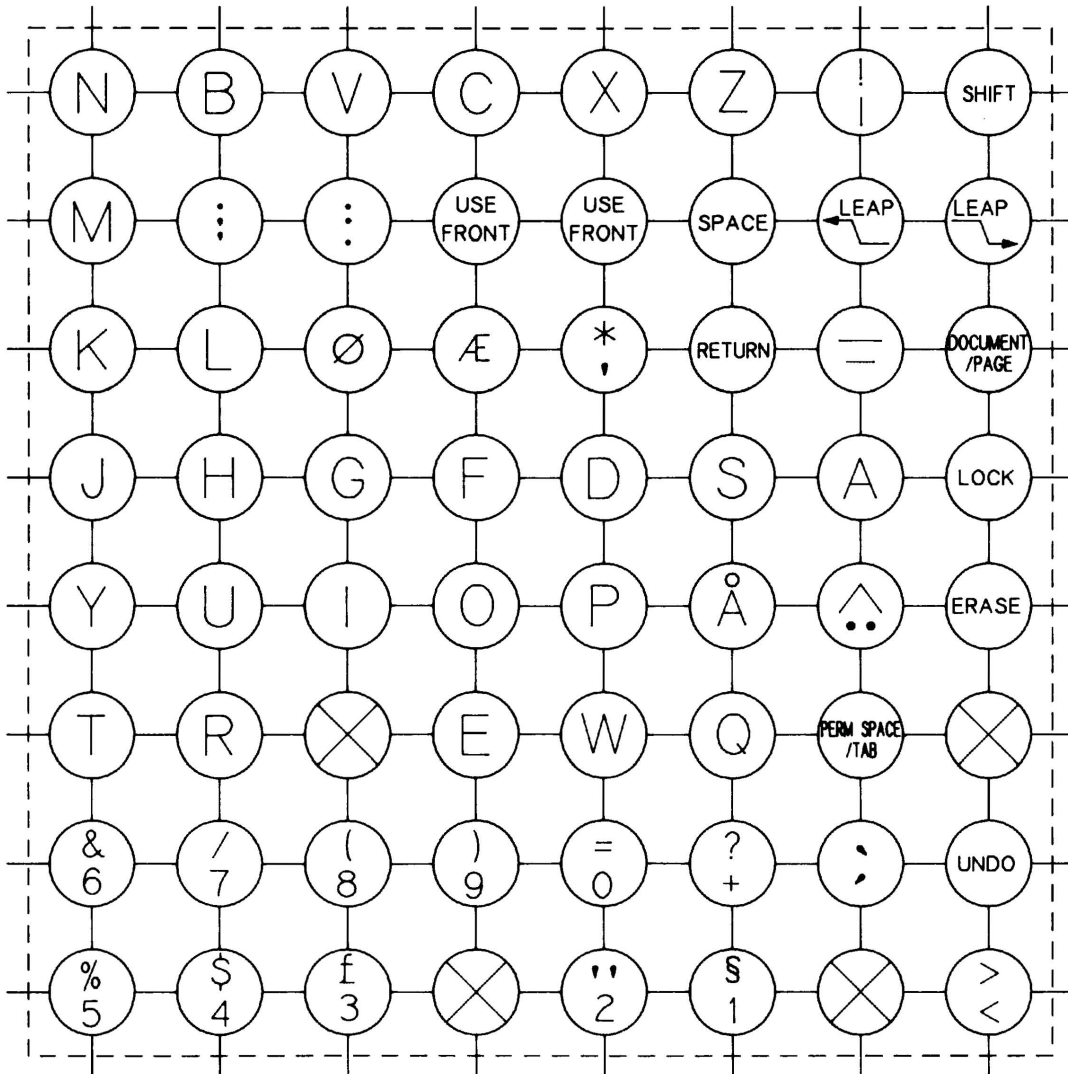 N B V C X Z ¦ SHIFT
M ; , : . USE
FRONT USE
FRONT SPACE LEAP LEAP
K L Ø Æ *
' RETURN _
- DOCUMENT
/PAGE
J H G F D S A LOCK
Y U I O P Å ^
¨ ERASE
T R E W Q PERM SPACE
/TAB
&
6 /
7 (
8 )
9 =
0 ?
+ `
´ UNDO
%
5 $
4 £
3 "
2 §
1 >
<